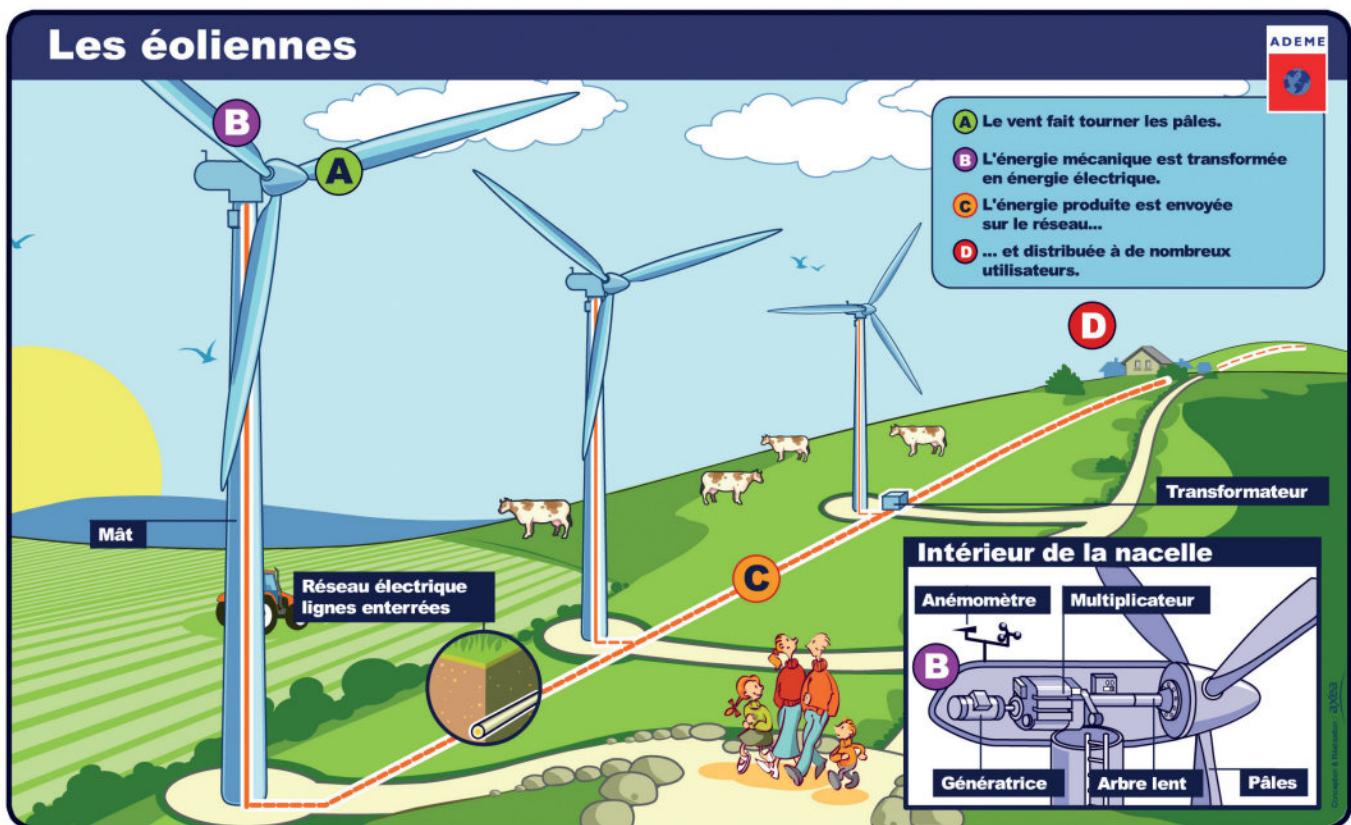 Les éoliennes
ADEME
A Le vent fait tourner les pâles.
B L'énergie mécanique est transformée
en énergie électrique.
C L'énergie produite est envoyée
sur le réseau...
D ... et distribuée à de nombreux
utilisateurs.
B
A
D
Mât
Réseau électrique
lignes enterrées
C
Transformateur
Intérieur de la nacelle
Anémomètre
Multiplicateur
B
Génératrice
Arbre lent
Pâles
Conception & Réalisation :